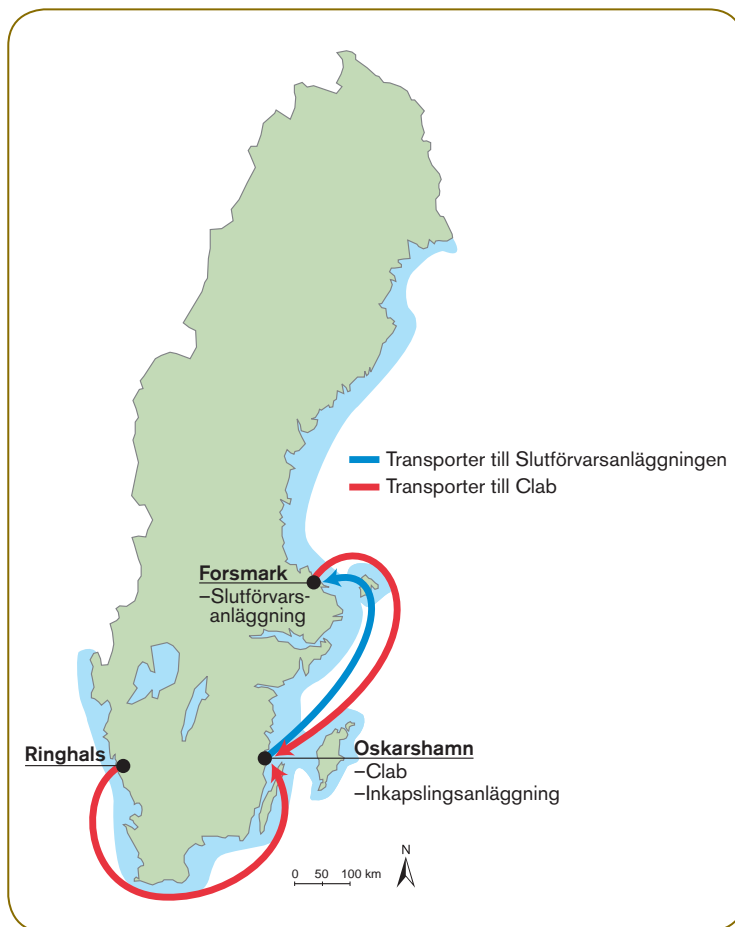 Transporter till Slutförvarsanläggningen
Transporter till Clab
Forsmark
–Slutförvars-
anläggning
Ringhals
Oskarshamn
–Clab
–Inkapslingsanläggning
N
0 50 100 km